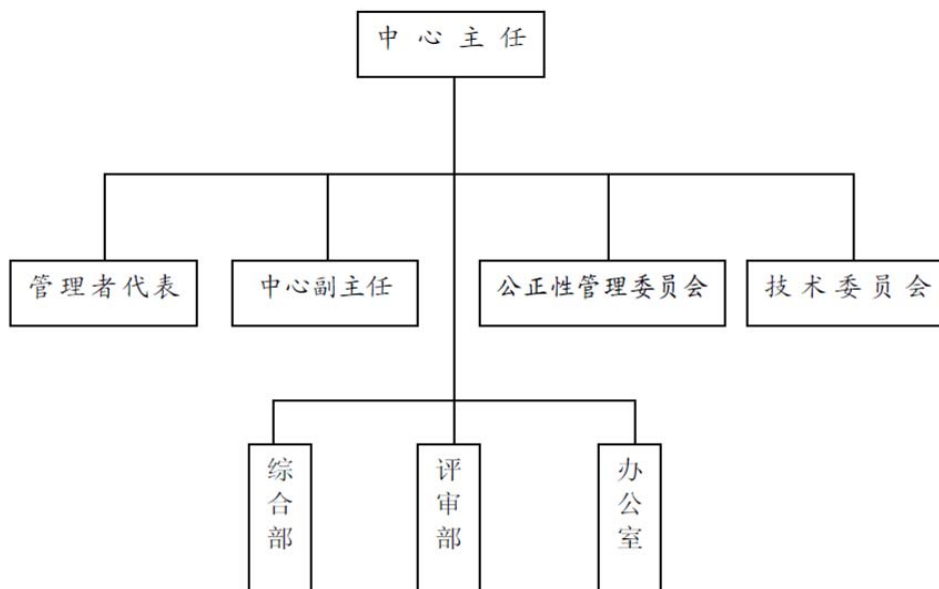 中心主任
管理者代表
中心副主任
公正性管理委员会
技术委员会
综合部
评审部
办公室